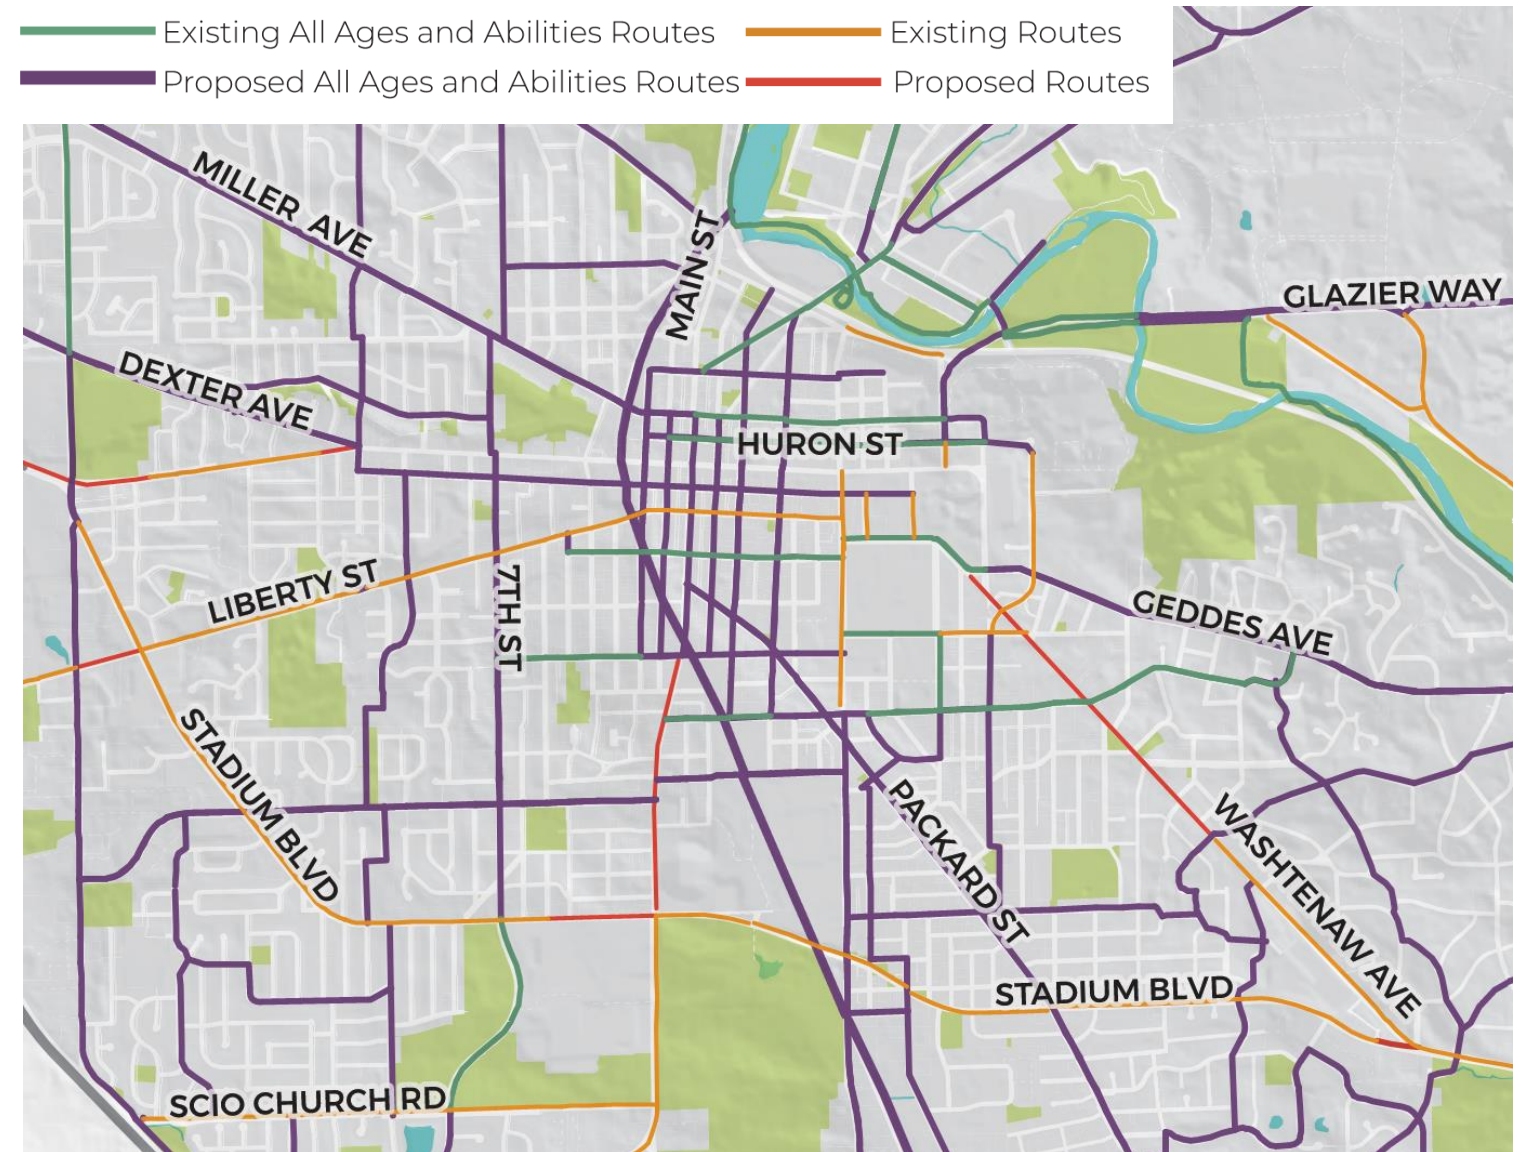 Existing All Ages and Abilities Routes
Existing Routes
Proposed All Ages and Abilities Routes
Proposed Routes
MILLER AVE
MAIN ST
GLAZIER WAY
DEXTER AVE
HURON ST
LIBERTY ST
7TH ST
GEDDES AVE
STADIUM BLVD
PACKARD ST
WASHTENAW AVE
STADIUM BLVD
SCIO CHURCH RD